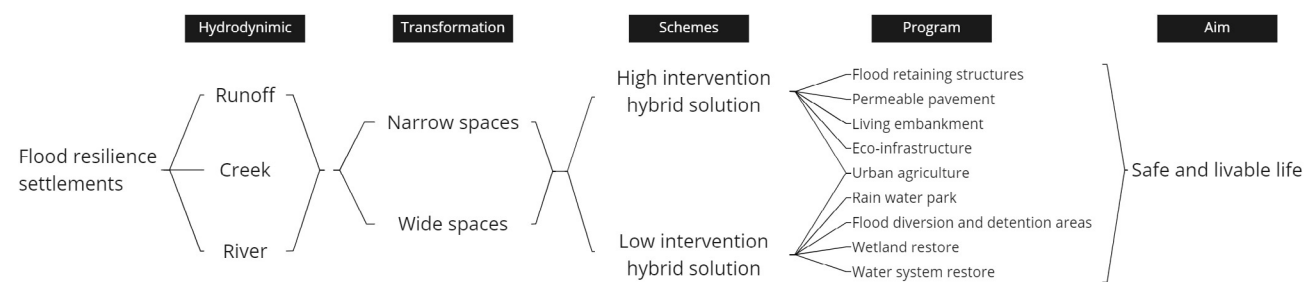 Hydrodynimic
Transformation
Schemes
Program
Aim
Flood resilience
settlements
Runoff
Creek
River
Narrow spaces
Wide spaces
High intervention
hybrid solution
Low intervention
hybrid solution
Flood retaining structures
Permeable pavement
Living embankment
Eco-infrastructure
Urban agriculture
Rain water park
Flood diversion and detention areas
Wetland restore
Water system restore
Safe and livable life